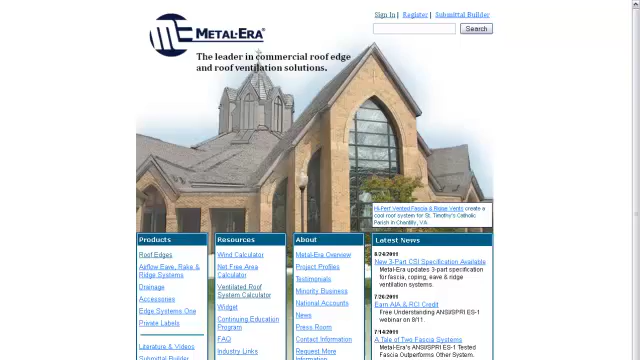 Sign In | Register | Submittal Builder
METAL-ERA®
Search
The leader in commercial roof edge
and roof ventilation solutions.
Hi-Perf Vented Fascia & Ridge Vents create a
cool roof system for St. Timothy's Catholic
Parish in Chantilly, VA
Products
Roof Edges
Airflow Eave, Rake &
Ridge Systems
Drainage
Accessories
Edge Systems One
Private Labels
Literature & Videos
Submittal Builder
Resources
Wind Calculator
Net Free Area
Calculator
Ventilated Roof
System Calculator
Widget
Continuing Education
Program
FAQ
Industry Links
About
Metal-Era Overview
Project Profiles
Testimonials
Minority Business
National Accounts
News
Press Room
Contact Information
Request More
Information
Latest News
8/24/2011
New 3-Part CSI Specification Available
Metal-Era updates 3-part specification
for fascia, coping, eave & ridge
ventilation systems.
7/26/2011
Earn AIA & RCI Credit
Free Understanding ANSI/SPRI ES-1
webinar on 8/11.
7/14/2011
A Tale of Two Fascia Systems
Metal-Era's ANSI/SPRI ES-1 Tested
Fascia Outperforms Other System.